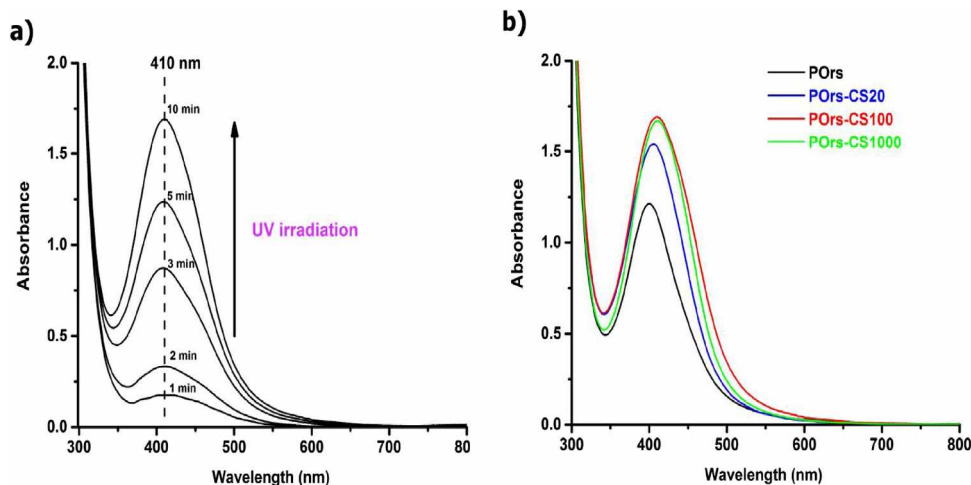 a)
2.0
1.5
1.0
0.5
0.0
Absorbance
410 nm
10 min
5 min
3 min
2 min
1 min
UV irradiation
300 400 500 600 700 800
Wavelength (nm)
b)
2.0
1.5
1.0
0.5
0.0
Absorbance
POrs
POrs-CS20
POrs-CS100
POrs-CS1000
300 400 500 600 700 800
Wavelength (nm)